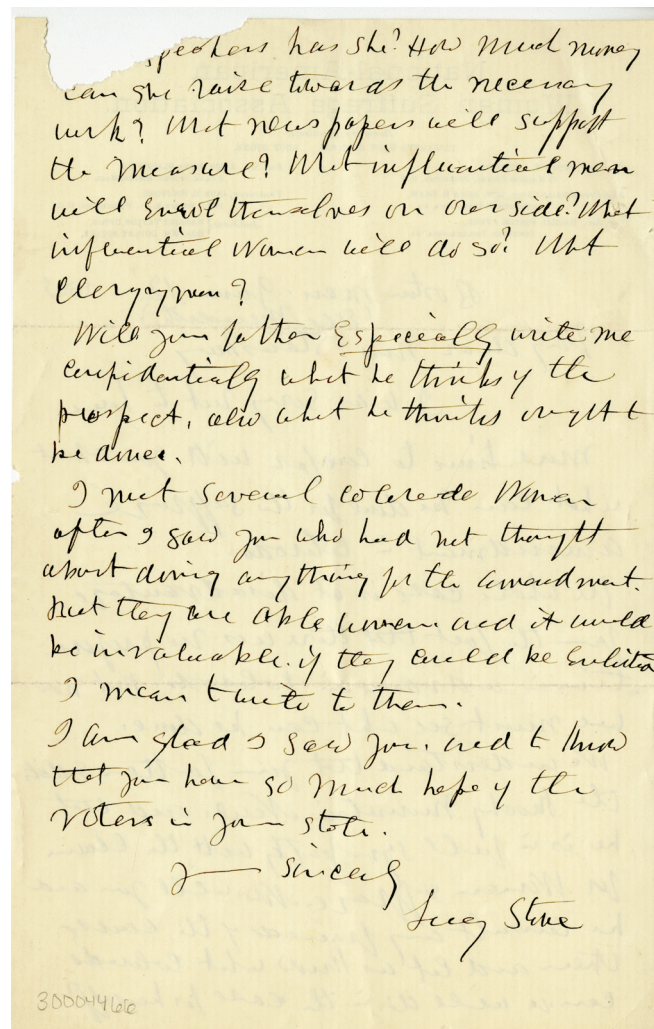 speakers has she? How much money
can she raise towards the necessary
work? What newspapers will support
the measure? What influential men
will enrol themselves on our side? What
influential women will do so? What
Clergymen?
Will your father especially write me
confidentially what he thinks of the
prospect, also what he thinks ought to
be done.
I met several Colorado Women
after I saw you who had not thought
about doing anything for the amendment.
But they are able women and it would
be invaluable if they could be enlisted
I mean to write to them.
I am glad I saw you, and to know
that you have so much hope of the
voters in your state.
Yours sincerely
Lucy Stone
30004466